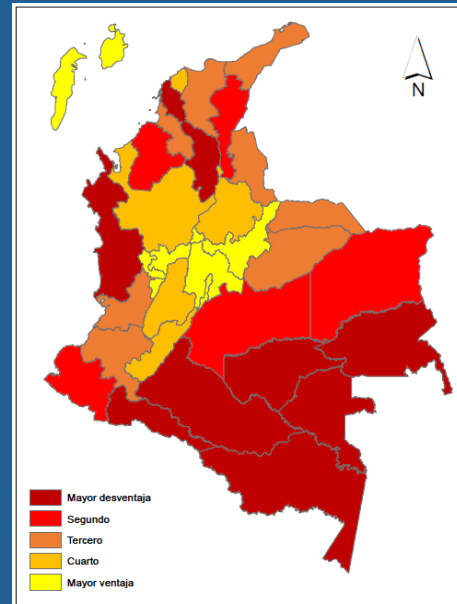 N
Mayor desventaja
Segundo
Tercero
Cuarto
Mayor ventaja